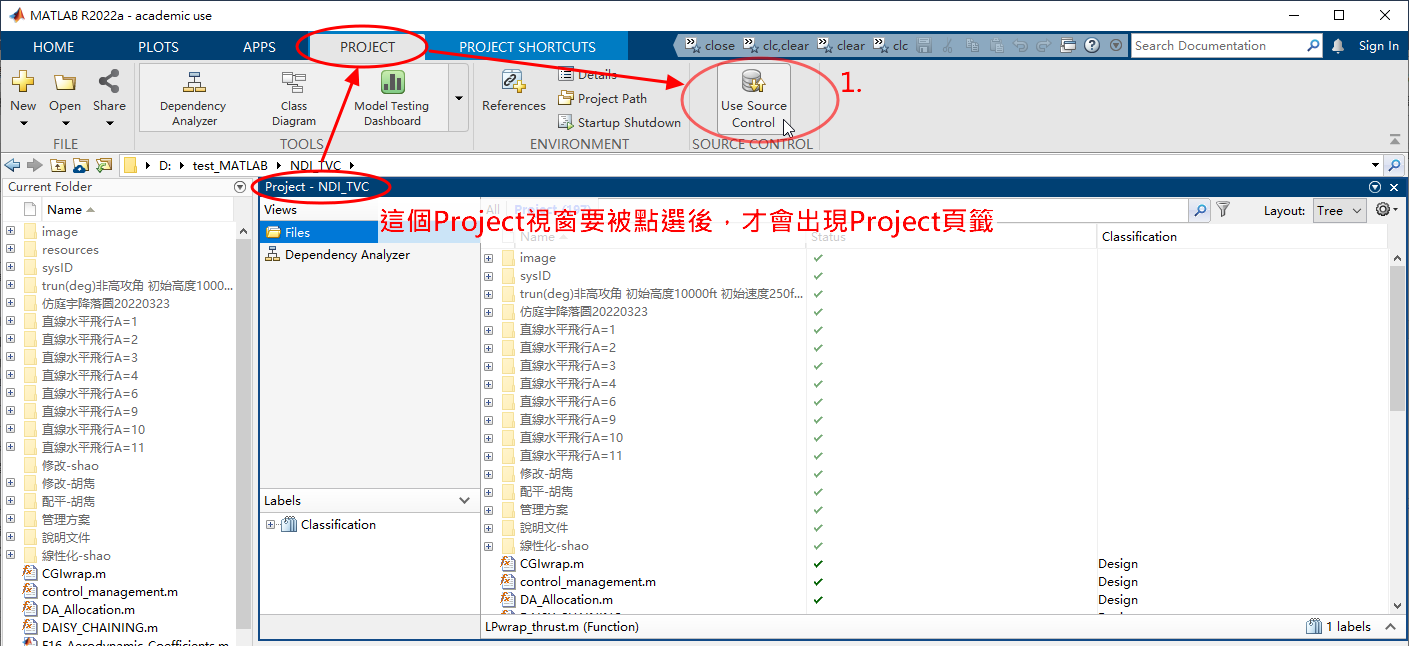 MATLAB R2022a - academic use
HOME PLOTS APPS PROJECT PROJECT SHORTCUTS close clc,clear clear clc Search Documentation Sign In
New Open Share
FILE
Dependency Analyzer
Class Diagram
Model Testing Dashboard
TOOLS
References
Details
Project Path
Startup Shutdown
ENVIRONMENT
Use Source Control
SOURCE CONTROL
1.
D: test_MATLAB NDI_TVC
Current Folder
Name
image
resources
sysID
trun(deg)非高攻角 初始高度1000...
仿庭宇降落圖20220323
直線水平飛行A=1
直線水平飛行A=2
直線水平飛行A=3
直線水平飛行A=4
直線水平飛行A=6
直線水平飛行A=9
直線水平飛行A=10
直線水平飛行A=11
修改-shao
修改-胡雋
配平-胡雋
管理方案
說明文件
線性化-shao
CGIwrap.m
control_management.m
DA_Allocation.m
DAISY_CHAINING.m
F16_Aerodynamic_Coefficients.m
Project - NDI_TVC
這個Project視窗要被點選後，才會出現Project頁籤
Views
Files
Dependency Analyzer
Labels
Classification
All Project (187)
Layout: Tree
Name Status Classification
image
sysID
trun(deg)非高攻角 初始高度10000ft 初始速度250f...
仿庭宇降落圖20220323
直線水平飛行A=1
直線水平飛行A=2
直線水平飛行A=3
直線水平飛行A=4
直線水平飛行A=6
直線水平飛行A=9
直線水平飛行A=10
直線水平飛行A=11
修改-胡雋
配平-胡雋
管理方案
說明文件
線性化-shao
CGIwrap.m Design
control_management.m Design
DA_Allocation.m Design
LPwrap_thrust.m (Function)
1 labels